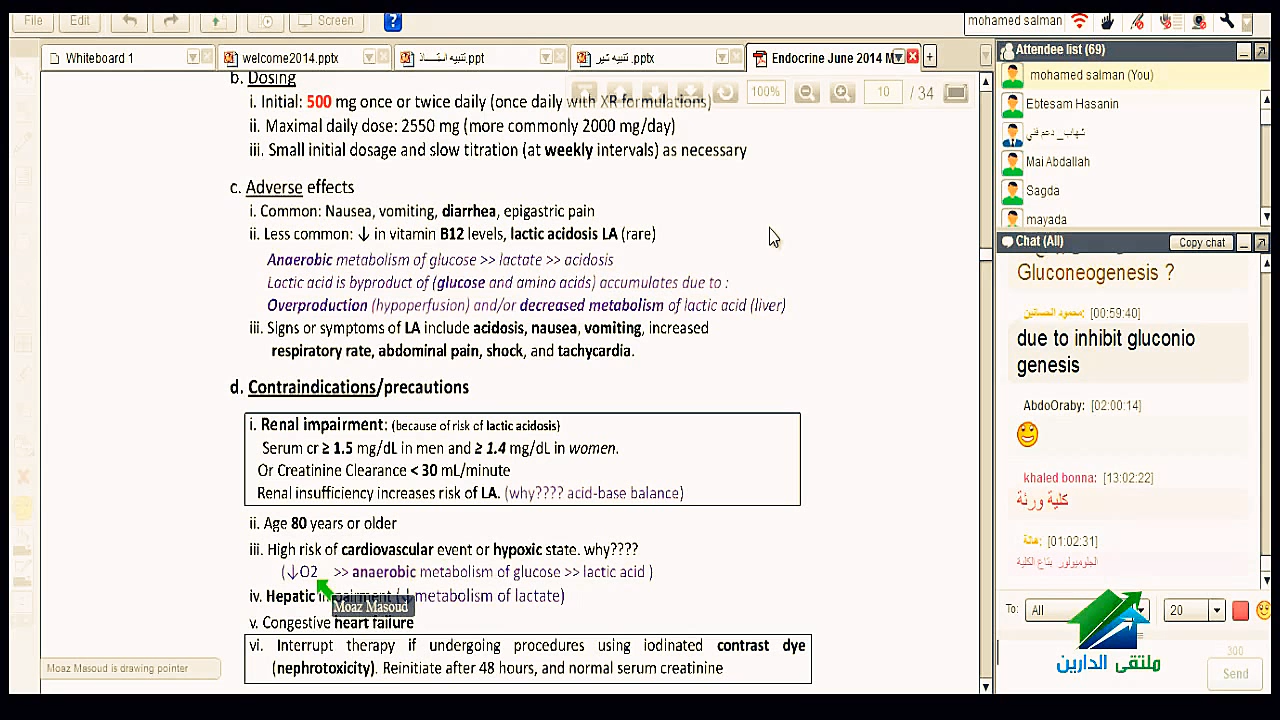 File Edit Screen ? mohamed salman
Whiteboard 1 welcome2014.pptx تنبيه استـــاذ.ppt تنبيه تنير.pptx Endocrine June 2014 M +
Attendee list (69)
mohamed salman (You)
Ebtesam Hasanin
شهاب_ دعم فني
Mai Abdallah
Sagda
mayada
100% 10 / 34
b. Dosing
i. Initial: 500 mg once or twice daily (once daily with XR formulations)
ii. Maximal daily dose: 2550 mg (more commonly 2000 mg/day)
iii. Small initial dosage and slow titration (at weekly intervals) as necessary
c. Adverse effects
i. Common: Nausea, vomiting, diarrhea, epigastric pain
ii. Less common: ↓ in vitamin B12 levels, lactic acidosis LA (rare)
Anaerobic metabolism of glucose >> lactate >> acidosis
Lactic acid is byproduct of (glucose and amino acids) accumulates due to :
Overproduction (hypoperfusion) and/or decreased metabolism of lactic acid (liver)
iii. Signs or symptoms of LA include acidosis, nausea, vomiting, increased
respiratory rate, abdominal pain, shock, and tachycardia.
d. Contraindications/precautions
i. Renal impairment: (because of risk of lactic acidosis)
Serum cr ≥ 1.5 mg/dL in men and ≥ 1.4 mg/dL in women.
Or Creatinine Clearance < 30 mL/minute
Renal insufficiency increases risk of LA. (why???? acid-base balance)
ii. Age 80 years or older
iii. High risk of cardiovascular event or hypoxic state. why????
(↓O2 >> anaerobic metabolism of glucose >> lactic acid )
iv. Hepatic impairment (↓ metabolism of lactate)
Moaz Masoud
v. Congestive heart failure
vi. Interrupt therapy if undergoing procedures using iodinated contrast dye
(nephrotoxicity). Reinitiate after 48 hours, and normal serum creatinine
Moaz Masoud is drawing pointer
Chat (All) Copy chat
Gluconeogenesis ?
محمود الحسانين: [00:59:40]
due to inhibit gluconio
genesis
AbdoOraby: [02:00:14]
khaled bonna: [13:02:22]
كلية ورئة
هالة: [01:02:31]
الجلوميولور بتاع الكلية
To: All 20
ملتقى الدارين
300
Send